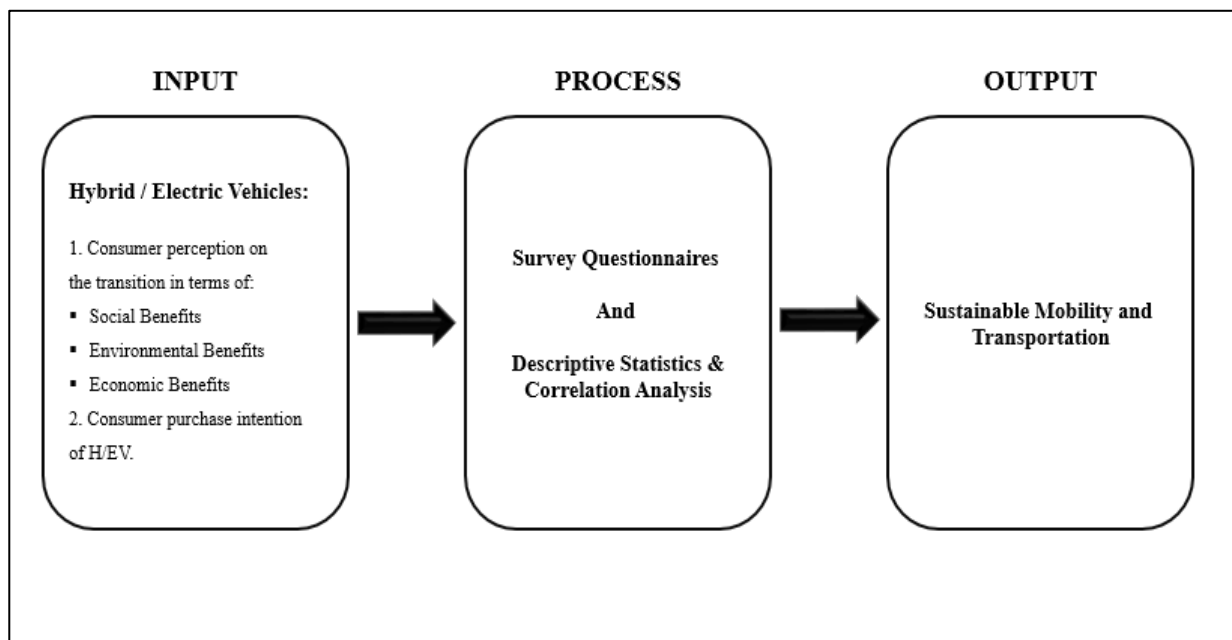 INPUT
Hybrid / Electric Vehicles:
1. Consumer perception on
the transition in terms of:
▪ Social Benefits
▪ Environmental Benefits
▪ Economic Benefits
2. Consumer purchase intention
of H/EV.
PROCESS
Survey Questionnaires
And
Descriptive Statistics &
Correlation Analysis
OUTPUT
Sustainable Mobility and
Transportation